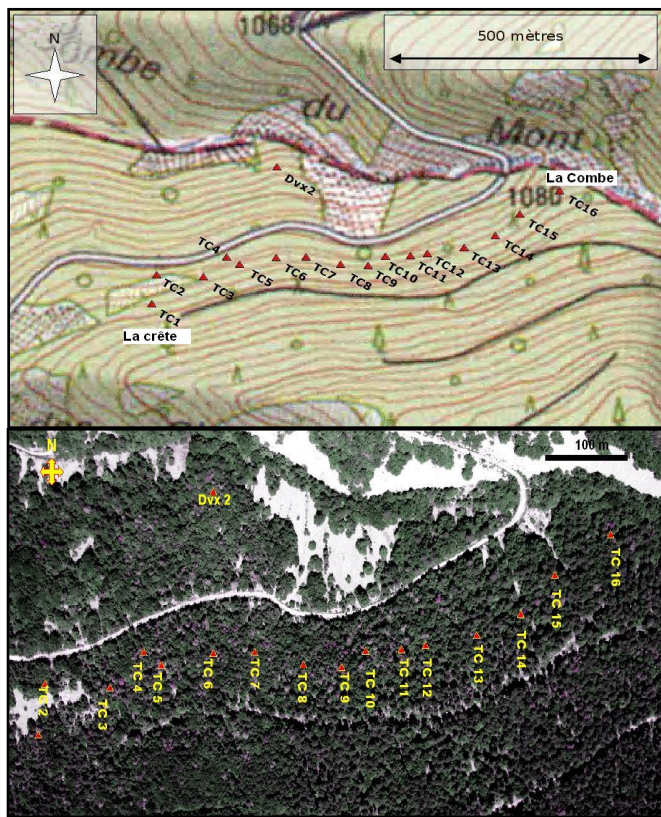 N
1068
500 mètres
Combe
du
Mont
La Combe
1080
Dvx2
TC16
TC15
TC14
TC13
TC12
TC11
TC10
TC9
TC8
TC7
TC6
TC5
TC4
TC3
TC2
TC1
La crête
N
100 m
Dvx 2
TC 16
TC 15
TC 14
TC 13
TC 12
TC 11
TC 10
TC 9
TC 8
TC 7
TC 6
TC 5
TC 4
TC 3
TC 2